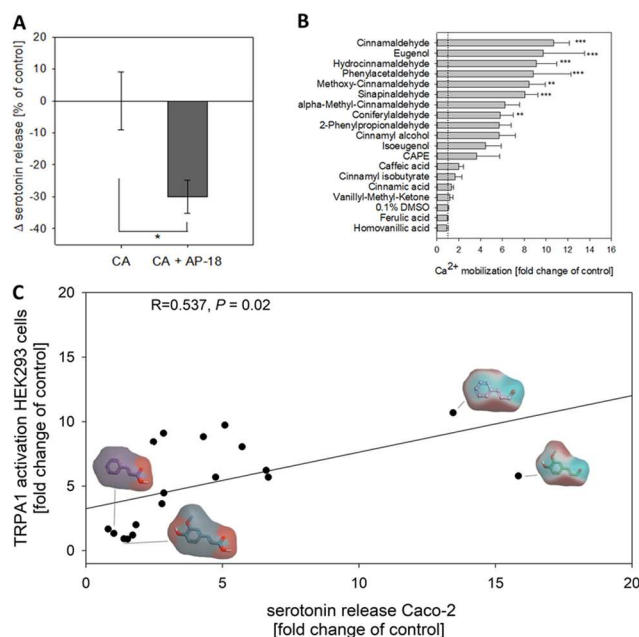 A
Δ serotonin release [% of control]
20
10
0
-10
-20
-30
-40
*
CA
CA + AP-18
B
Cinnamaldehyde
***
Eugenol
***
Hydrocinnamaldehyde
***
Phenylacetaldehyde
***
Methoxy-Cinnamaldehyde
**
Sinapinaldehyde
***
alpha-Methyl-Cinnamaldehyde
Coniferylaldehyde
**
2-Phenylpropionaldehyde
Cinnamyl alcohol
Isoeugenol
CAPE
Caffeic acid
Cinnamyl isobutyrate
Cinnamic acid
Vanillyl-Methyl-Ketone
0.1% DMSO
Ferulic acid
Homovanillic acid
0 2 4 6 8 10 12 14 16
Ca2+ mobilization [fold change of control]
C
R=0.537, P = 0.02
TRPA1 activation HEK293 cells
[fold change of control]
20
15
10
5
0
0 5 10 15 20
serotonin release Caco-2
[fold change of control]